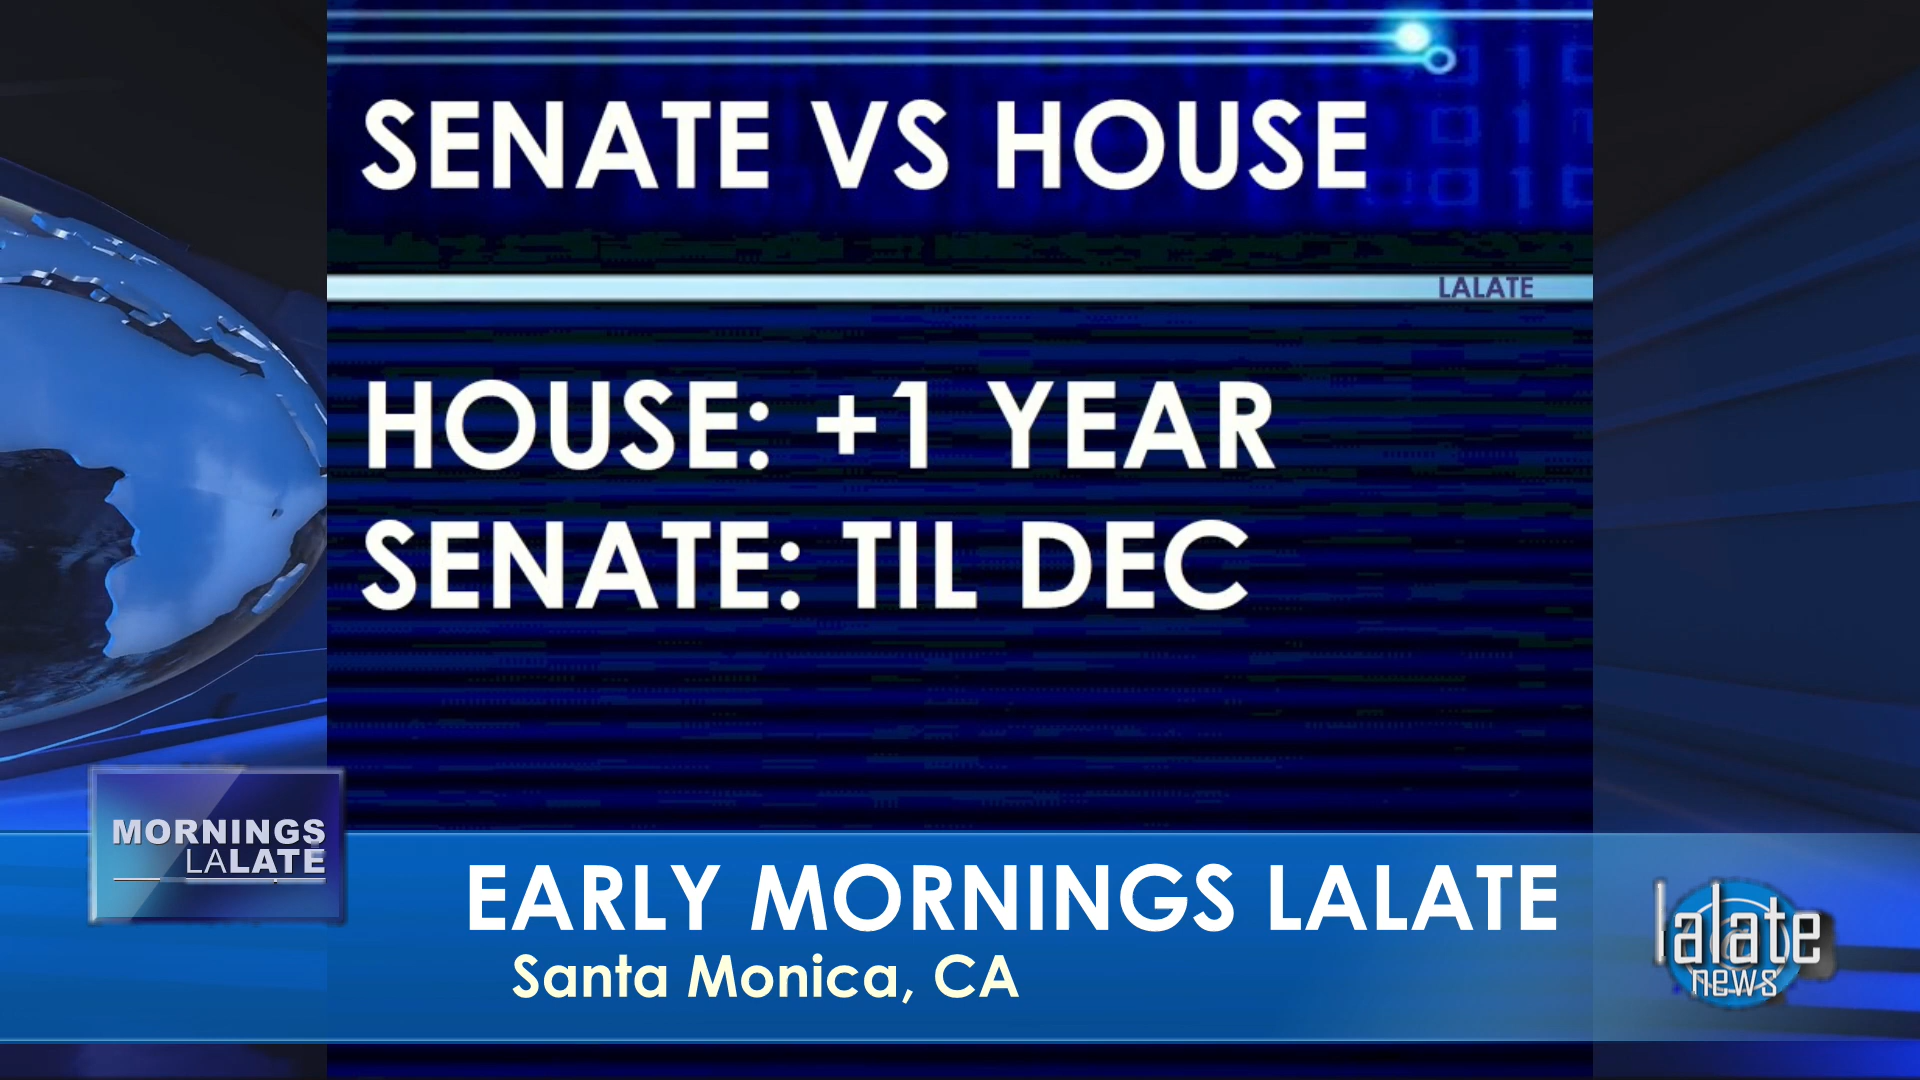 SENATE VS HOUSE
LALATE
HOUSE: +1 YEAR
SENATE: TIL DEC
MORNINGS
LALATE
EARLY MORNINGS LALATE
Santa Monica, CA
lalate
news